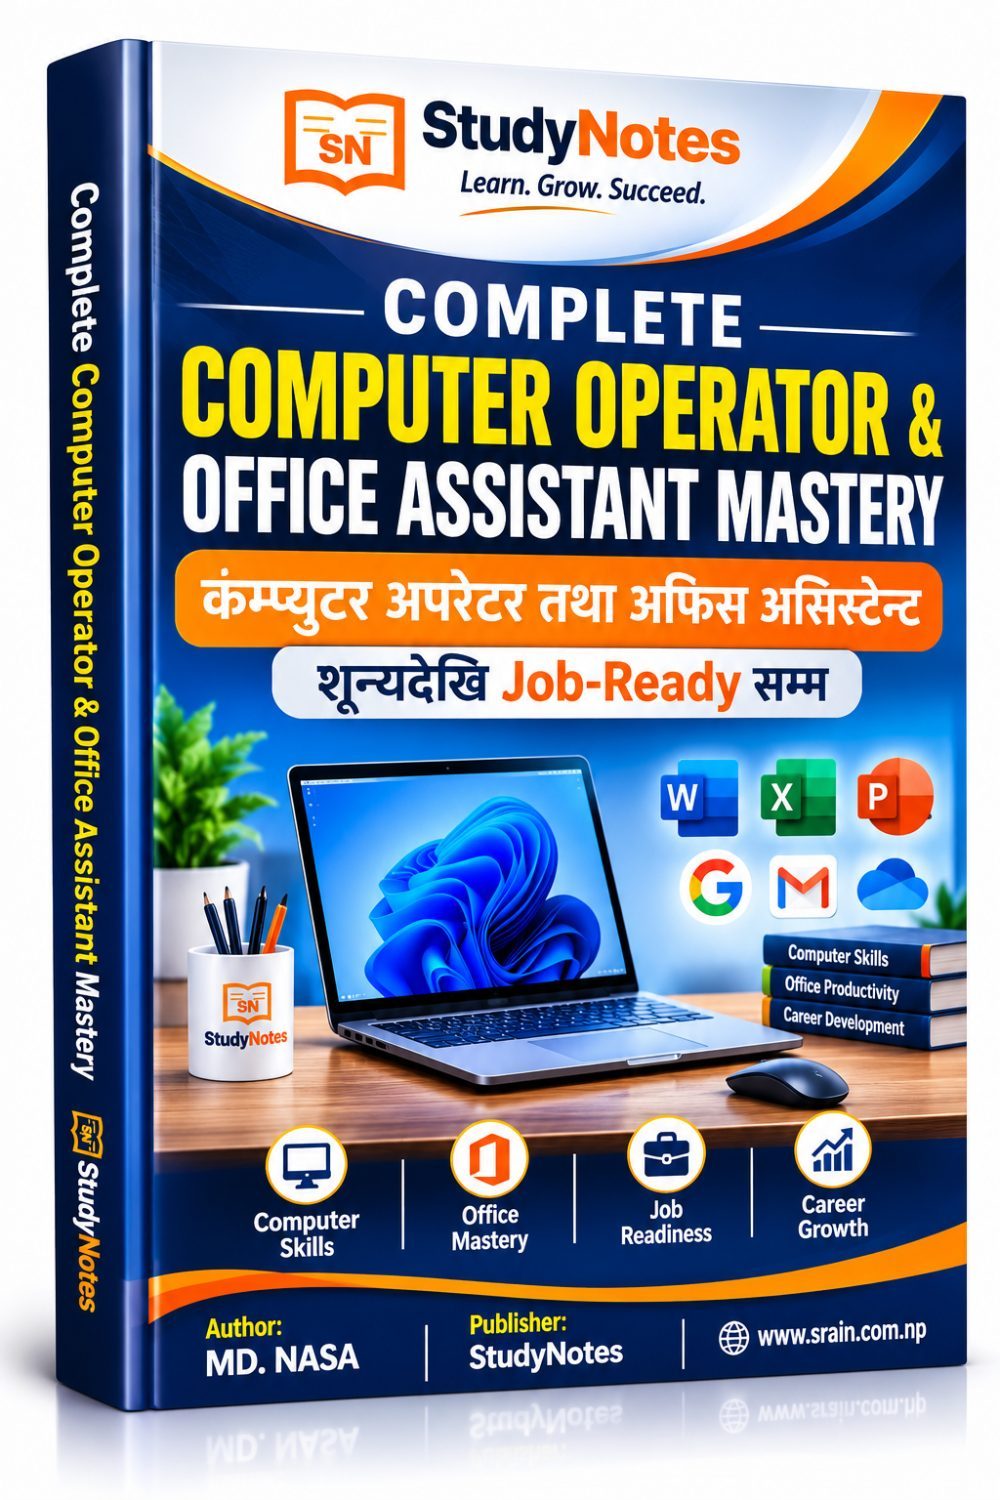 SN
StudyNotes
Learn. Grow. Succeed.
COMPLETE
COMPUTER OPERATOR &
OFFICE ASSISTANT MASTERY
कंम्प्युटर अपरेटर तथा अफिस असिस्टेन्ट
शून्यदेखि Job-Ready सम्म
W
X
P
G
M
Computer Skills
Office Productivity
Career Development
SN
StudyNotes
Computer
Skills
Office
Mastery
Job
Readiness
Career
Growth
Author:
MD. NASA
Publisher:
StudyNotes
www.srain.com.np
Complete Computer Operator & Office Assistant Mastery
SN
StudyNotes